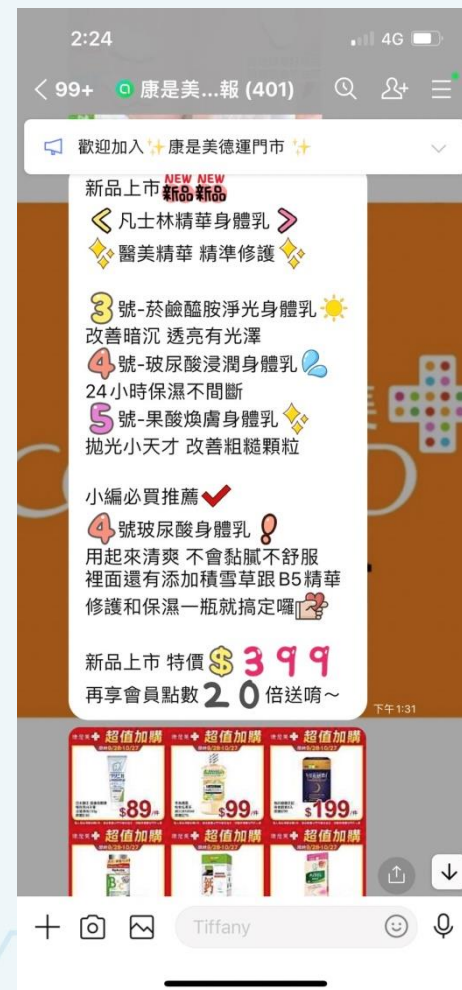 2:24
4G
99+
康是美...報 (401)
歡迎加入✨康是美德運門市✨
新品上市 NEW 新品 NEW 新品
凡士林精華身體乳
醫美精華 精準修護
3號-菸鹼醯胺淨光身體乳
改善暗沉 透亮有光澤
4號-玻尿酸浸潤身體乳
24小時保濕不間斷
5號-果酸煥膚身體乳
拋光小天才 改善粗糙顆粒
小編必買推薦
4號玻尿酸身體乳
用起來清爽 不會黏膩不舒服
裡面還有添加積雪草跟B5精華
修護和保濕一瓶就搞定囉
新品上市 特價$399
再享會員點數20倍送唷～
下午1:31
超值加購 超值加購 超值加購
$89 $99 $199
超值加購 超值加購 超值加購
Tiffany